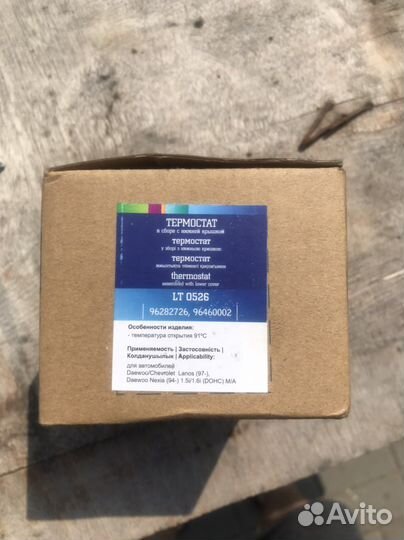 ТЕРМОСТАТ
в сборе с нижней крышкой
термостат
у зборі з нижньою кришкою
термостат
thermostat
assembled with lower cover
LT 0526
96282726, 96460002
Особенности изделия:
- температура открытия 91°C
Применяемость | Застосовність |
Колданушылык | Applicability:
для автомобилей
Daewoo/Chevrolet Lanos (97-),
Daewoo Nexia (94-) 1.5i/1.6i (DOHC) M/A
Avito